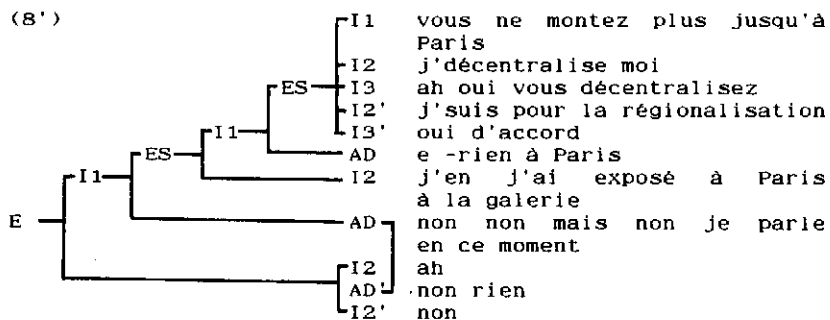 (8') I1 vous ne montez plus jusqu'à
Paris
I2 j'décentralise moi
ES I3 ah oui vous décentralisez
I2' j'suis pour la régionalisation
I1 I3' oui d'accord
ES AD e -rien à Paris
I1 I2 j'en j'ai exposé à Paris
à la galerie
E AD non non mais non je parle
en ce moment
I2 ah
AD' non rien
I2' non